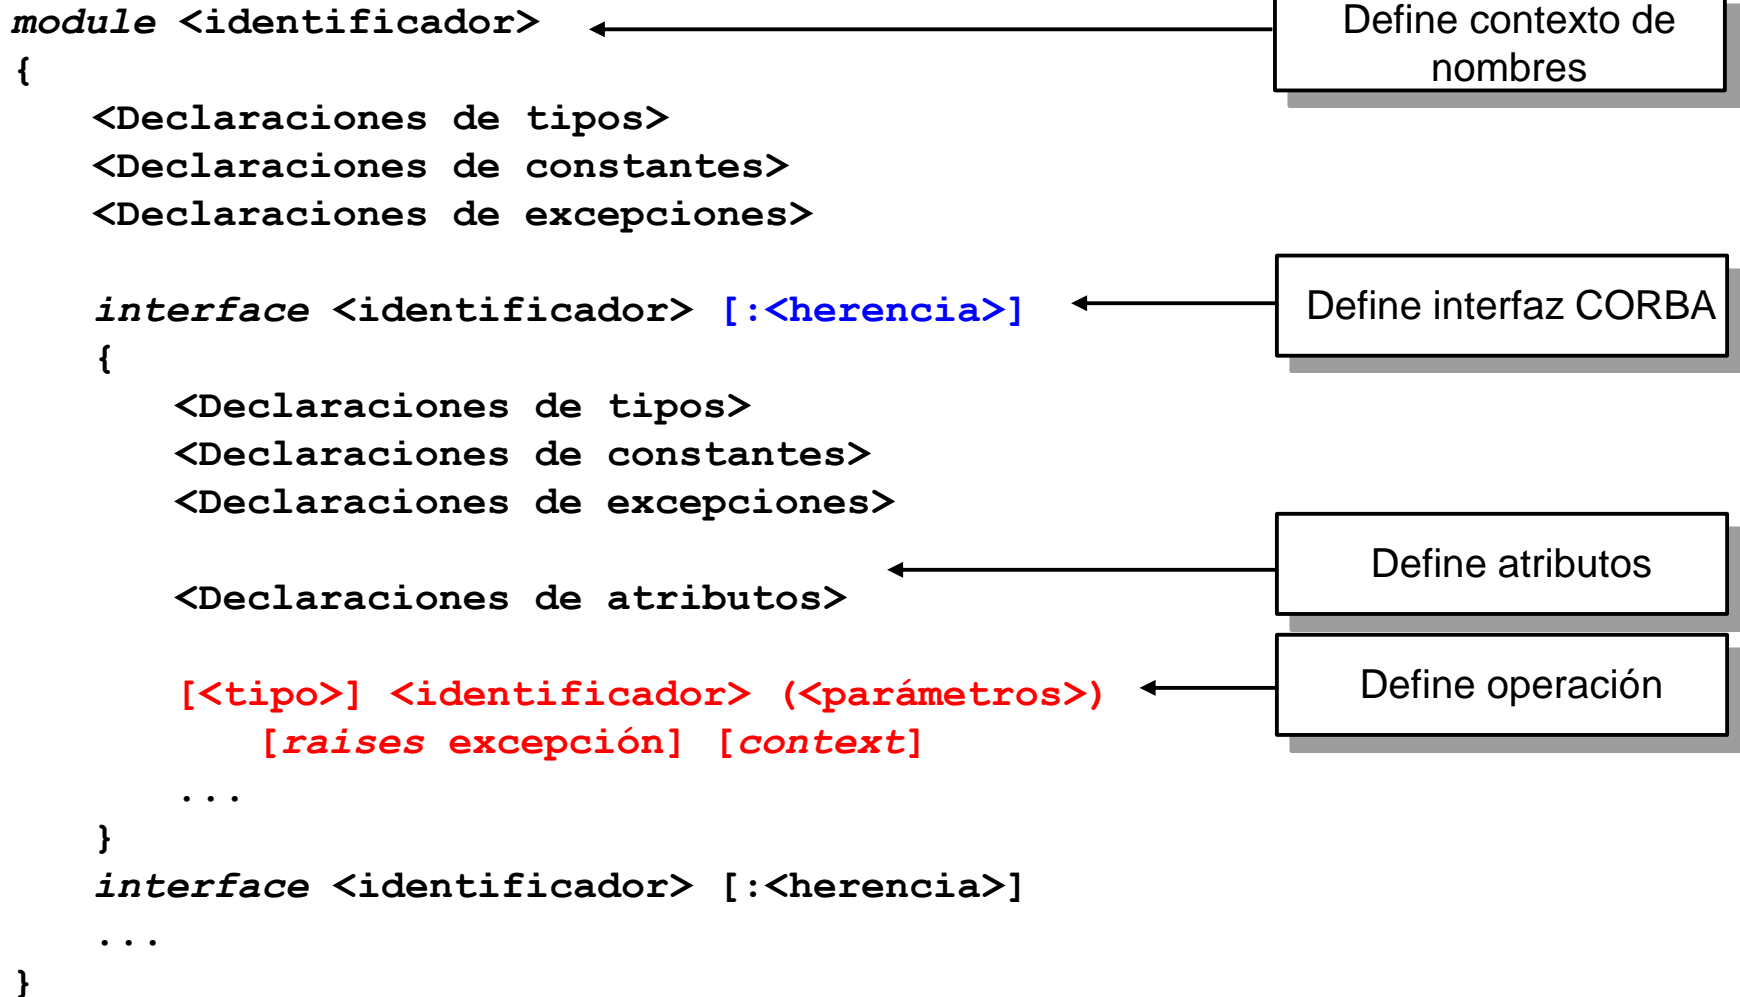 module <identificador>
Define contexto de
nombres
{
<Declaraciones de tipos>
<Declaraciones de constantes>
<Declaraciones de excepciones>
interface <identificador> [:<herencia>]
Define interfaz CORBA
{
<Declaraciones de tipos>
<Declaraciones de constantes>
<Declaraciones de excepciones>
Define atributos
<Declaraciones de atributos>
[<tipo>] <identificador> (<parámetros>)
Define operación
[raises excepción] [context]
...
}
interface <identificador> [:<herencia>]
...
}